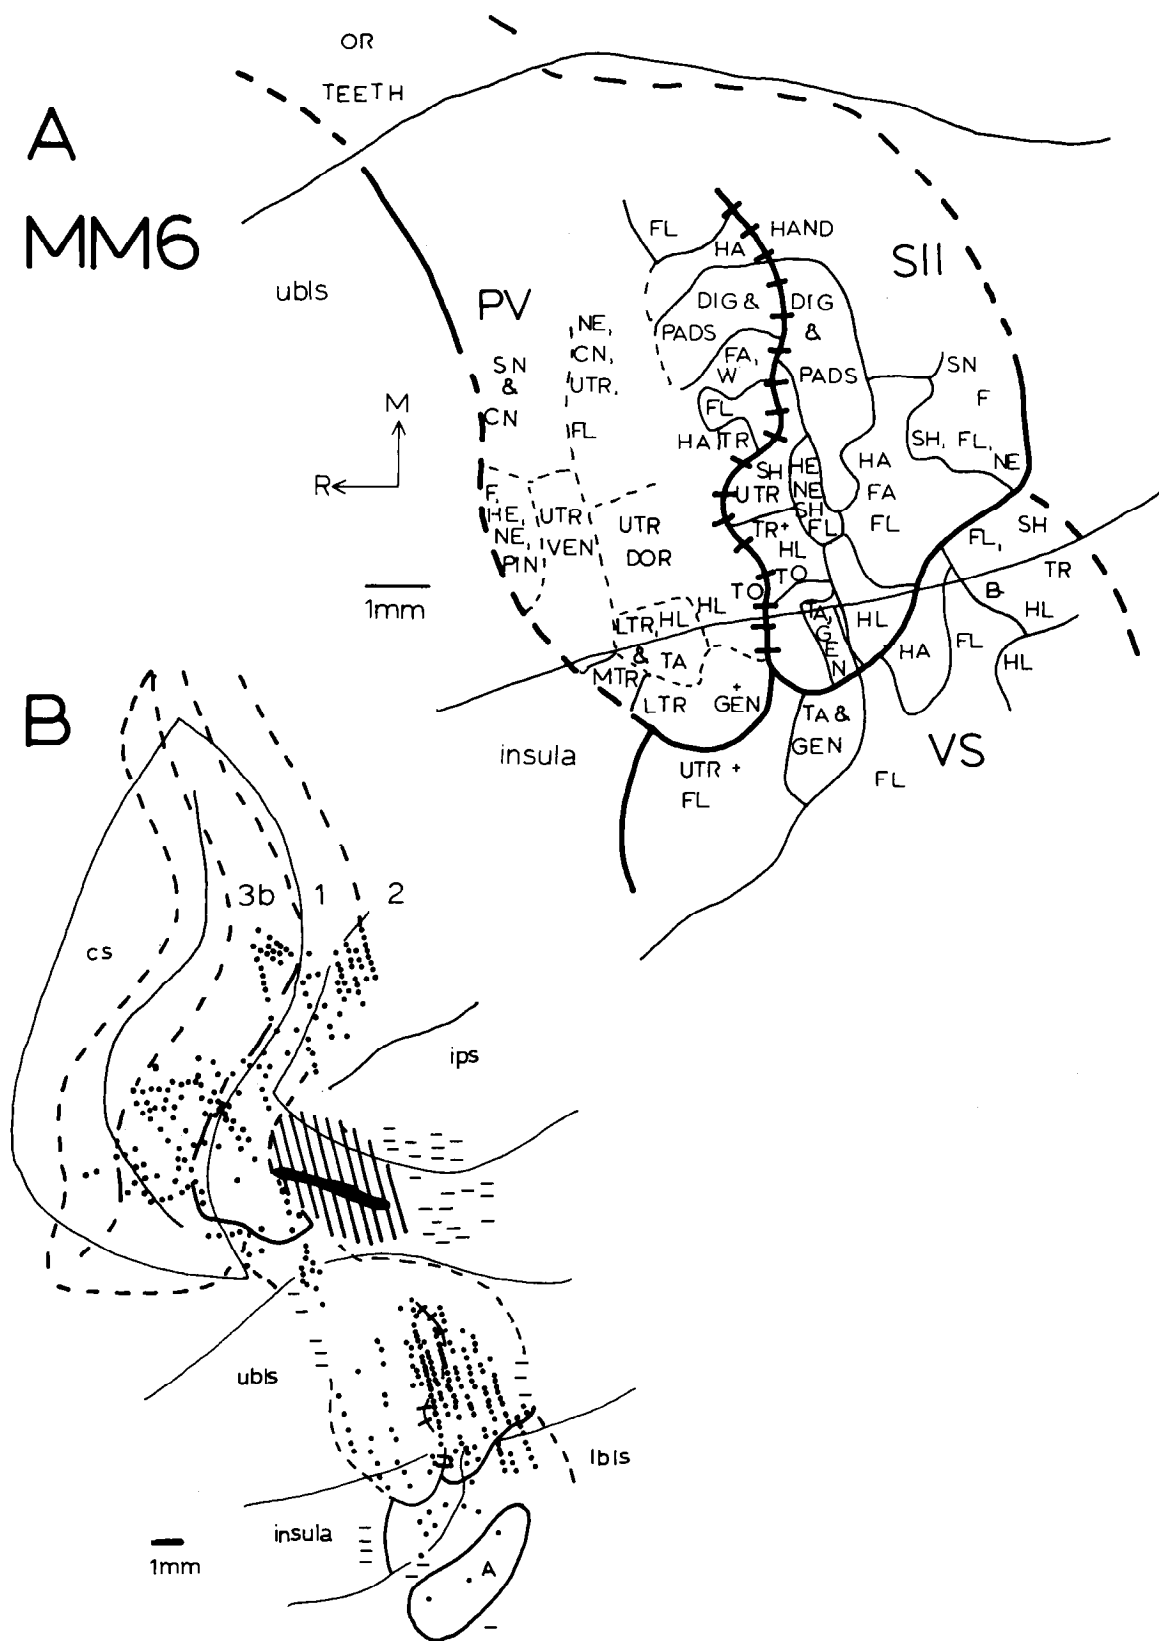 A
MM6
OR
TEETH
ubls
PV
SII
FL
HA
HAND
DIG &
PADS
DIG
&
PADS
FA,
W
FL
HA
TR
SN
&
CN
NE,
CN,
UTR,
FL
M
R
SN
F
SH, FL,
NE
HA
FA
FL
SH
UTR
HE
NE
SH
FL
TR+
HL
TO
TO
F,
HE,
NE,
PIN
UTR
VEN
UTR
DOR
1mm
LTR,
&
MTR
HL
TA
HL
LTR
+
GEN
TA,
G
E
N
HL
HA
FL
FL,
SH
B
TR
HL
HL
insula
UTR +
FL
TA &
GEN
FL
VS
B
3b
1
2
cs
ips
ubls
lbls
insula
A
1mm